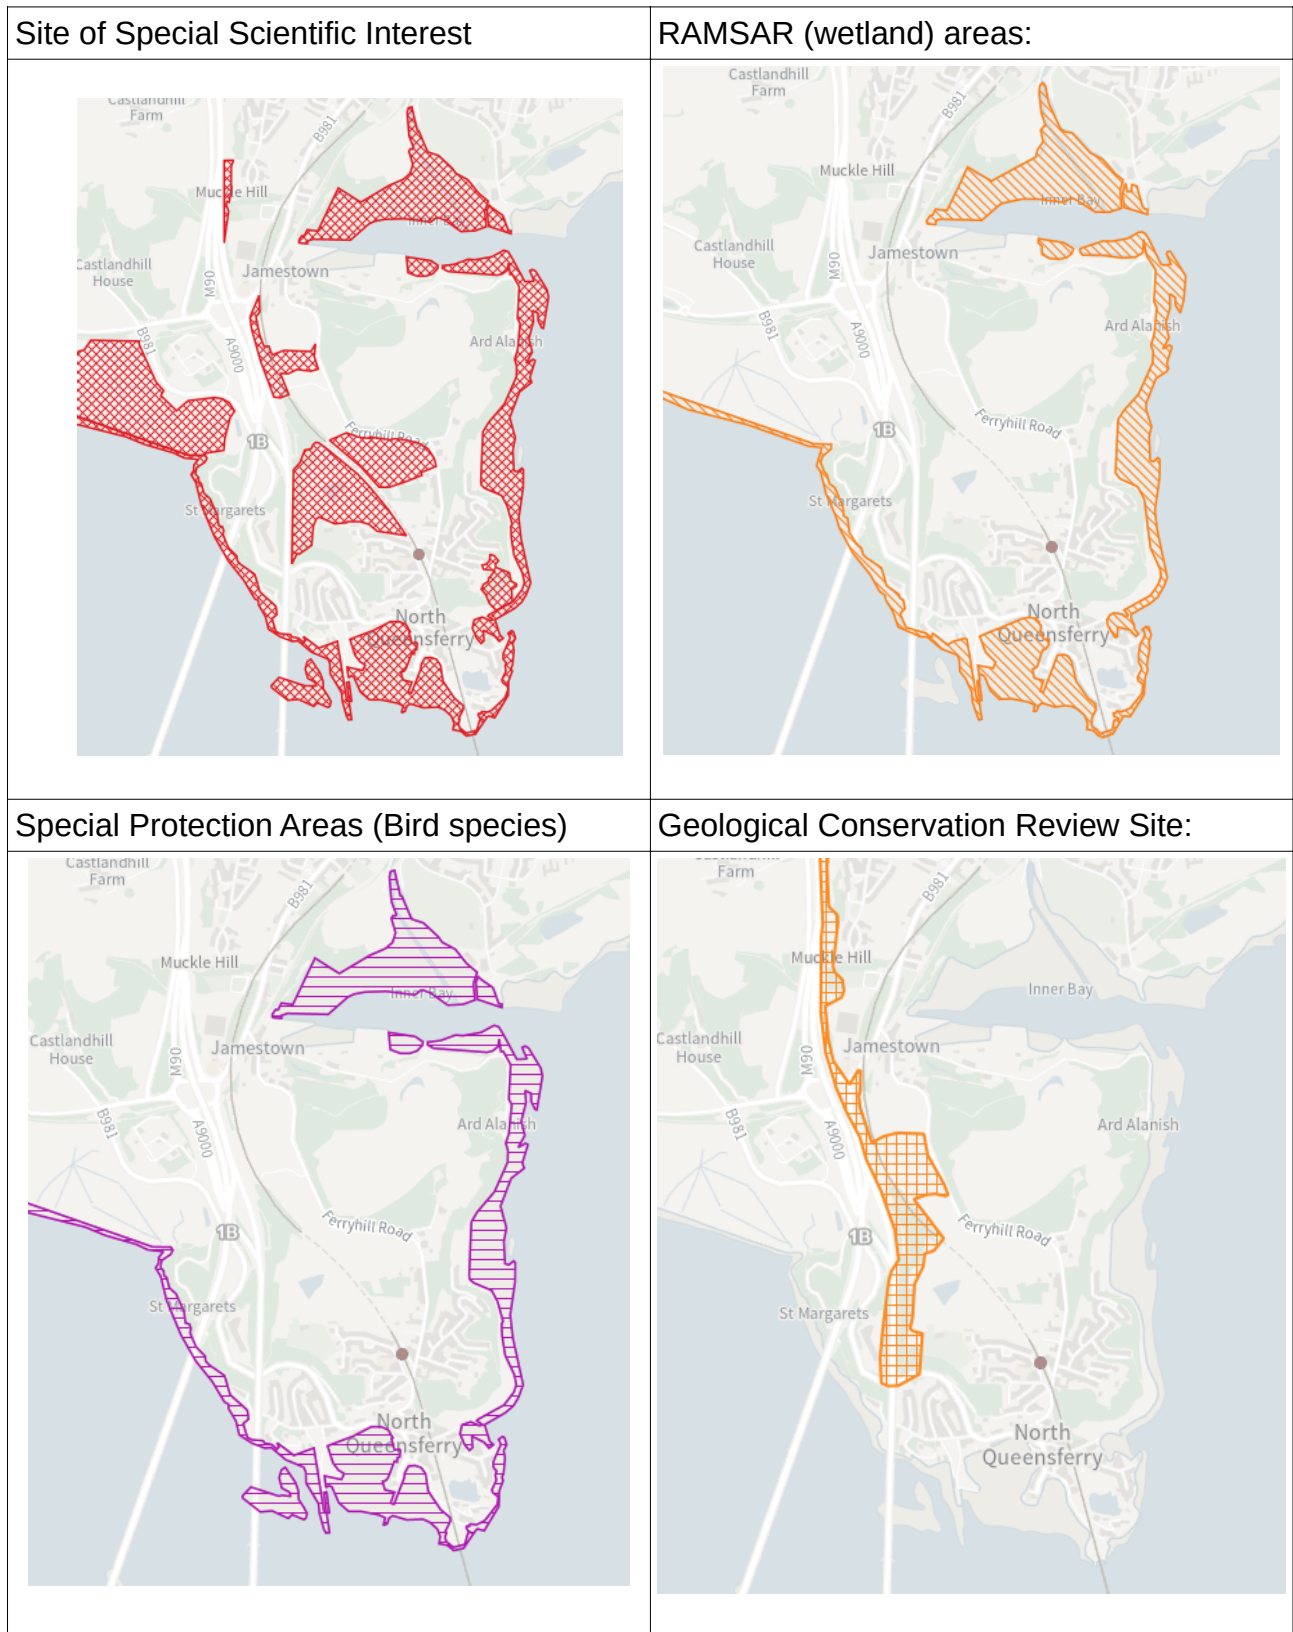 Site of Special Scientific Interest
RAMSAR (wetland) areas:
Castlandhill
Farm
B981
Muckle Hill
Inner Bay
Castlandhill
House
M90
Jamestown
B981
A9000
Ard Alanish
Ferryhill Road
1B
St Margarets
North
Queensferry
Castlandhill
Farm
B981
Muckle Hill
Inner Bay
Castlandhill
House
M90
Jamestown
B981
A9000
Ard Alanish
Ferryhill Road
1B
St Margarets
North
Queensferry
Special Protection Areas (Bird species)
Geological Conservation Review Site:
Castlandhill
Farm
B981
Muckle Hill
Inner Bay
Castlandhill
House
M90
Jamestown
B981
A9000
Ard Alanish
Ferryhill Road
1B
St Margarets
North
Queensferry
Castlandhill
Farm
B981
Muckle Hill
Inner Bay
Castlandhill
House
M90
Jamestown
B981
A9000
Ard Alanish
Ferryhill Road
1B
St Margarets
North
Queensferry